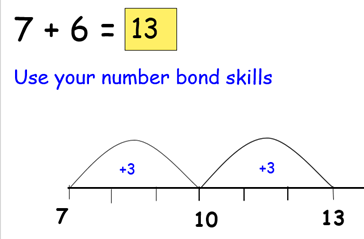 7 + 6 = 13
Use your number bond skills
+3 +3
7 10 13